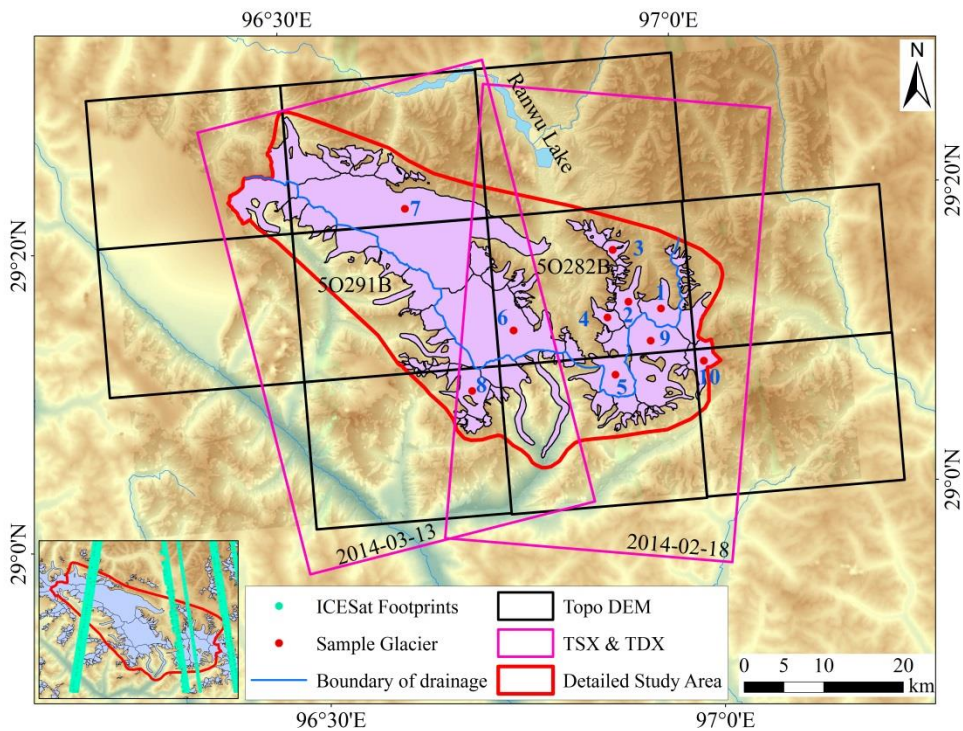 96°30'E
97°0'E
N
Ranwu Lake
29°20'N
29°20'N
7
5O291B
5O282B
3
1
2
4
6
9
8
5
10
29°0'N
29°0'N
2014-03-13
2014-02-18
ICESat Footprints
Topo DEM
Sample Glacier
TSX & TDX
Boundary of drainage
Detailed Study Area
0 5 10 20
km
96°30'E
97°0'E